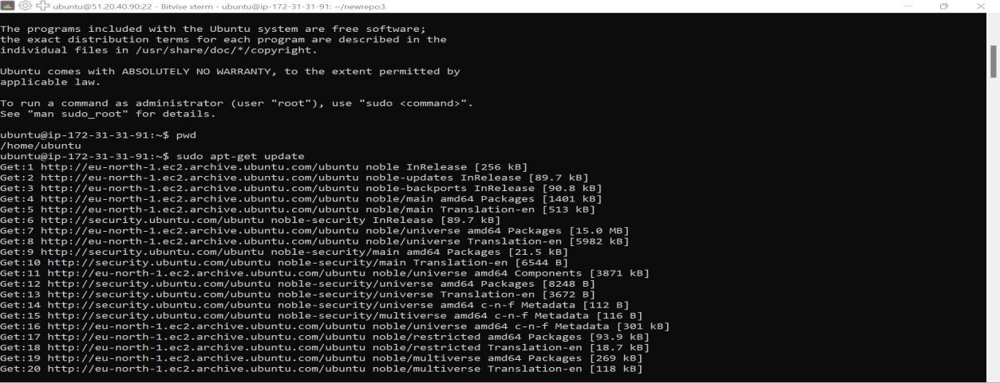 ubuntu@51.20.40.90:22 - Bitvise xterm - ubuntu@ip-172-31-31-91: ~/newrepo3
The programs included with the Ubuntu system are free software;
the exact distribution terms for each program are described in the
individual files in /usr/share/doc/*/copyright.
Ubuntu comes with ABSOLUTELY NO WARRANTY, to the extent permitted by
applicable law.
To run a command as administrator (user "root"), use "sudo <command>".
See "man sudo_root" for details.
ubuntu@ip-172-31-31-91:~$ pwd
/home/ubuntu
ubuntu@ip-172-31-31-91:~$ sudo apt-get update
Get:1 http://eu-north-1.ec2.archive.ubuntu.com/ubuntu noble InRelease [256 kB]
Get:2 http://eu-north-1.ec2.archive.ubuntu.com/ubuntu noble-updates InRelease [89.7 kB]
Get:3 http://eu-north-1.ec2.archive.ubuntu.com/ubuntu noble-backports InRelease [90.8 kB]
Get:4 http://eu-north-1.ec2.archive.ubuntu.com/ubuntu noble/main amd64 Packages [1401 kB]
Get:5 http://eu-north-1.ec2.archive.ubuntu.com/ubuntu noble/main Translation-en [513 kB]
Get:6 http://security.ubuntu.com/ubuntu noble-security InRelease [89.7 kB]
Get:7 http://eu-north-1.ec2.archive.ubuntu.com/ubuntu noble/universe amd64 Packages [15.0 MB]
Get:8 http://eu-north-1.ec2.archive.ubuntu.com/ubuntu noble/universe Translation-en [5982 kB]
Get:9 http://security.ubuntu.com/ubuntu noble-security/main amd64 Packages [21.5 kB]
Get:10 http://security.ubuntu.com/ubuntu noble-security/main Translation-en [6544 B]
Get:11 http://eu-north-1.ec2.archive.ubuntu.com/ubuntu noble/universe amd64 Components [3871 kB]
Get:12 http://security.ubuntu.com/ubuntu noble-security/universe amd64 Packages [8248 B]
Get:13 http://security.ubuntu.com/ubuntu noble-security/universe Translation-en [3672 B]
Get:14 http://security.ubuntu.com/ubuntu noble-security/universe amd64 c-n-f Metadata [112 B]
Get:15 http://security.ubuntu.com/ubuntu noble-security/multiverse amd64 c-n-f Metadata [116 B]
Get:16 http://eu-north-1.ec2.archive.ubuntu.com/ubuntu noble/universe amd64 c-n-f Metadata [301 kB]
Get:17 http://eu-north-1.ec2.archive.ubuntu.com/ubuntu noble/restricted amd64 Packages [93.9 kB]
Get:18 http://eu-north-1.ec2.archive.ubuntu.com/ubuntu noble/restricted Translation-en [18.7 kB]
Get:19 http://eu-north-1.ec2.archive.ubuntu.com/ubuntu noble/multiverse amd64 Packages [269 kB]
Get:20 http://eu-north-1.ec2.archive.ubuntu.com/ubuntu noble/multiverse Translation-en [118 kB]